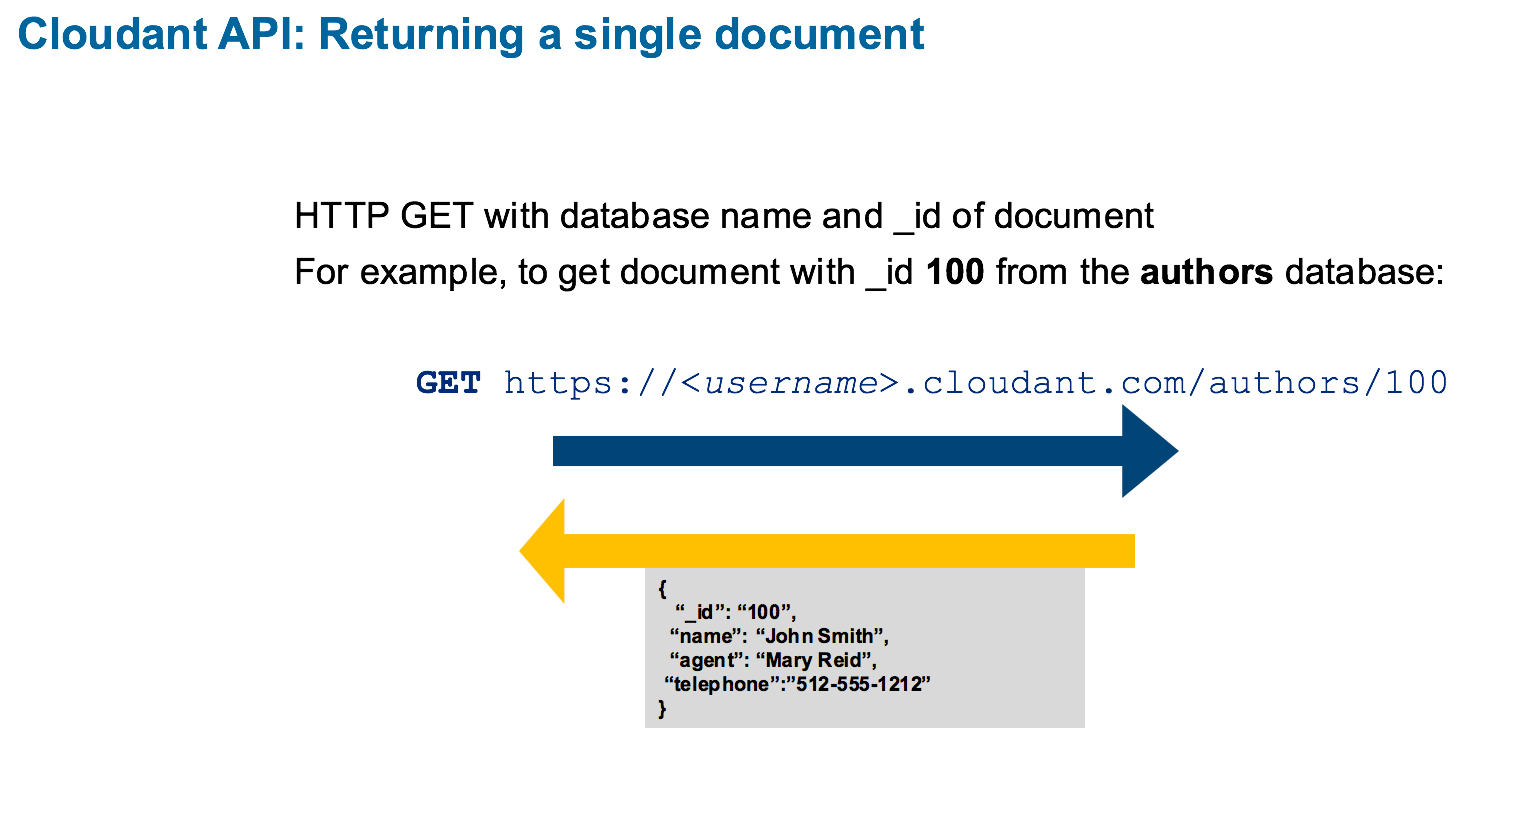 Cloudant API: Returning a single document
HTTP GET with database name and _id of document
For example, to get document with _id 100 from the authors database:
GET https://<username>.cloudant.com/authors/100
{
“_id”: “100”,
“name”: “John Smith”,
“agent”: “Mary Reid”,
“telephone”:”512-555-1212”
}